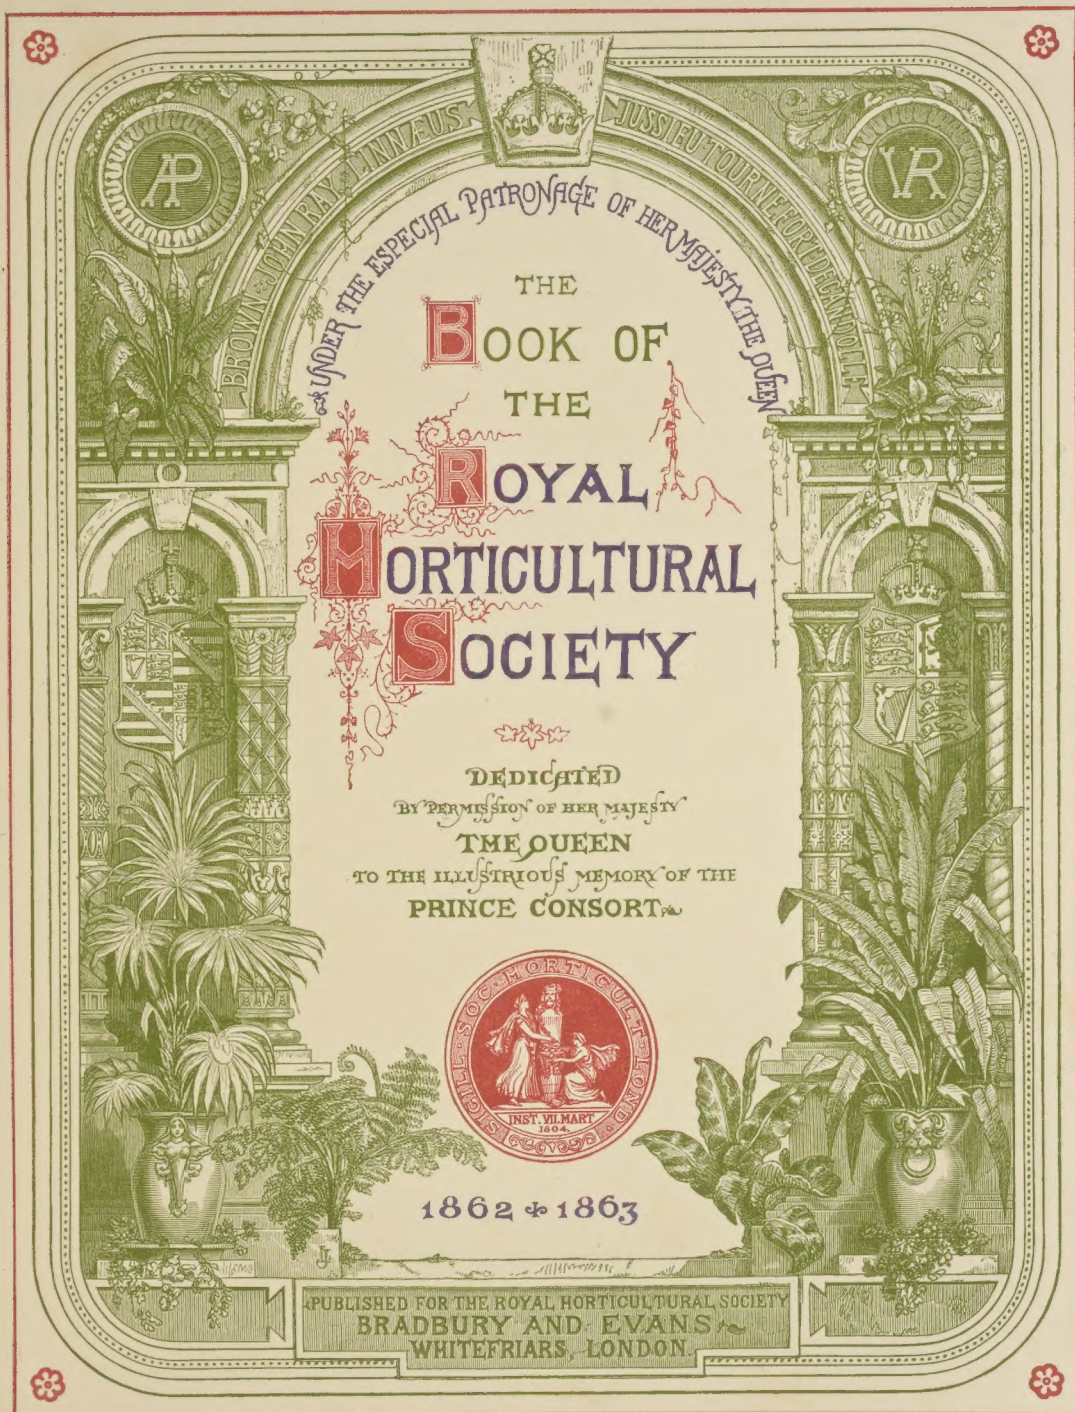 AP
VR
BROWN · JOHN RAY · LINNÆUS
JUSSIEU TOURNEFORT DECANDOLLE
UNDER THE ESPECIAL PATRONAGE OF HER MAJESTY THE QUEEN
THE
BOOK OF
THE
ROYAL
HORTICULTURAL
SOCIETY
DEDICATED
BY PERMISSION OF HER MAJESTY
THE QUEEN
TO THE ILLUSTRIOUS MEMORY OF THE
PRINCE CONSORT
SIGILL · SOC · HORTICULT · LOND ·
INST. VII. MART
1804.
1862 ✤ 1863
PUBLISHED FOR THE ROYAL HORTICULTURAL SOCIETY
BRADBURY AND EVANS
WHITEFRIARS, LONDON.